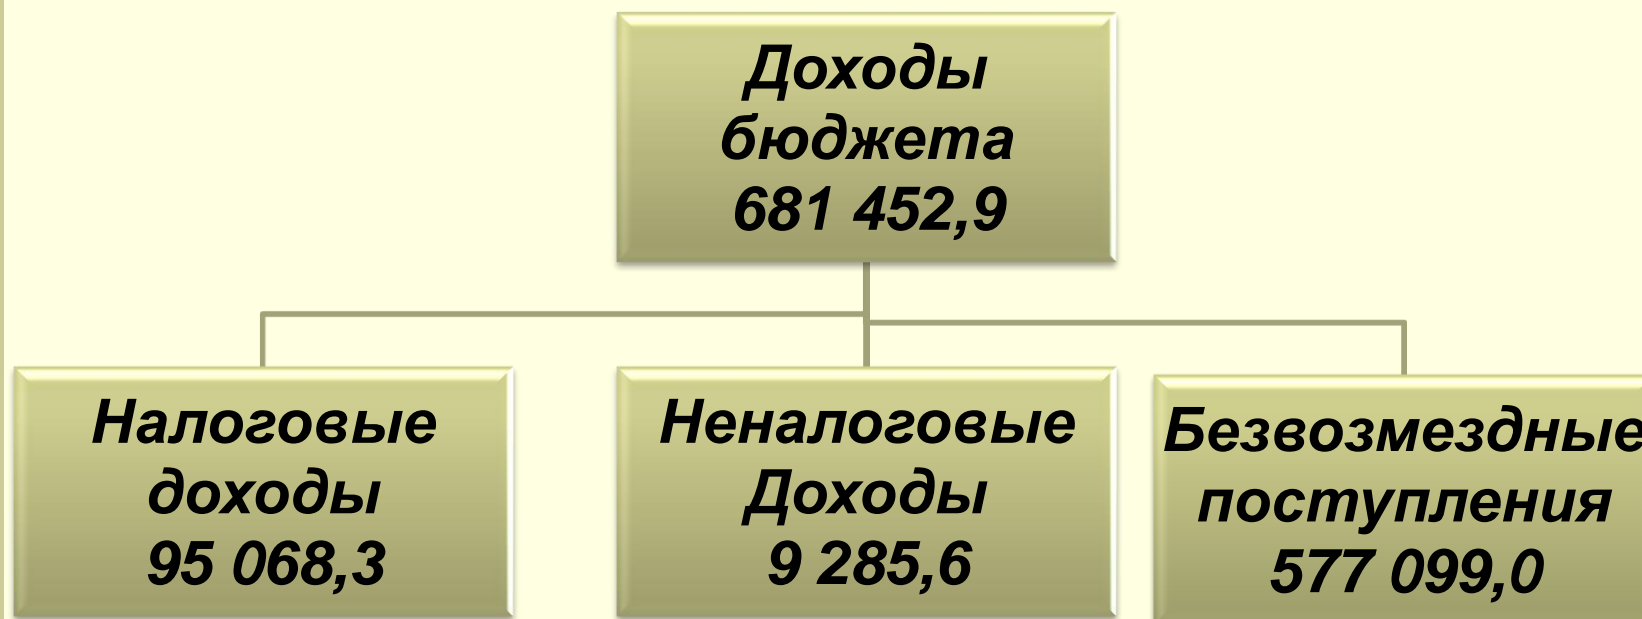 Доходы
бюджета
681 452,9
Налоговые
доходы
95 068,3
Неналоговые
Доходы
9 285,6
Безвозмездные
поступления
577 099,0